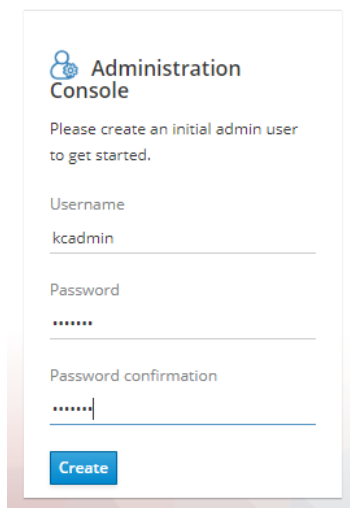 Administration
Console
Please create an initial admin user
to get started.
Username
kcadmin
Password
•••••••
Password confirmation
•••••••
Create